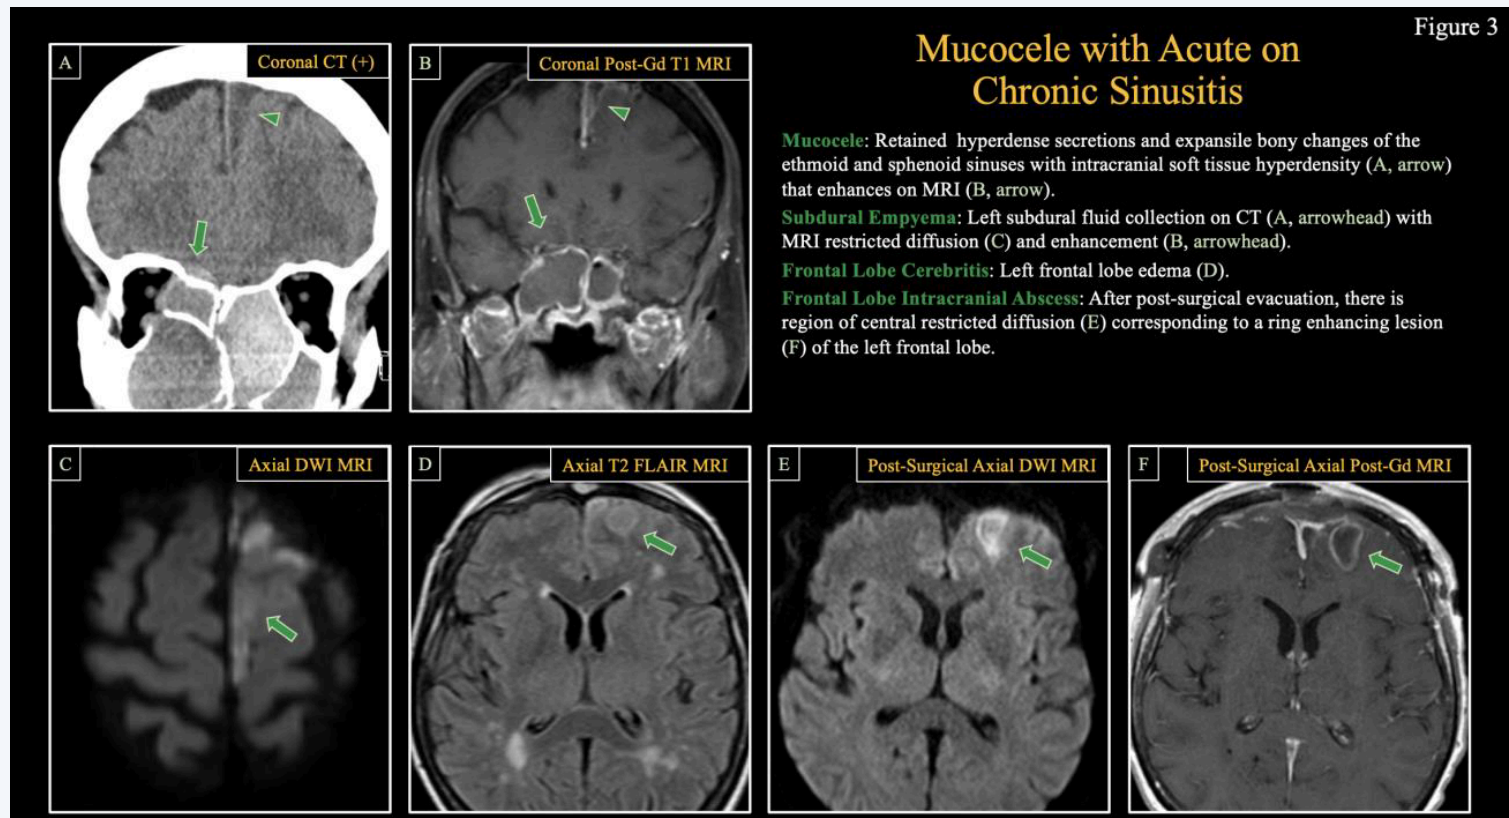 Figure 3
Mucocele with Acute on
Chronic Sinusitis
A
Coronal CT (+)
B
Coronal Post-Gd T1 MRI
Mucocele: Retained hyperdense secretions and expansile bony changes of the
ethmoid and sphenoid sinuses with intracranial soft tissue hyperdensity (A, arrow)
that enhances on MRI (B, arrow).
Subdural Empyema: Left subdural fluid collection on CT (A, arrowhead) with
MRI restricted diffusion (C) and enhancement (B, arrowhead).
Frontal Lobe Cerebritis: Left frontal lobe edema (D).
Frontal Lobe Intracranial Abscess: After post-surgical evacuation, there is
region of central restricted diffusion (E) corresponding to a ring enhancing lesion
(F) of the left frontal lobe.
C
Axial DWI MRI
D
Axial T2 FLAIR MRI
E
Post-Surgical Axial DWI MRI
F
Post-Surgical Axial Post-Gd MRI